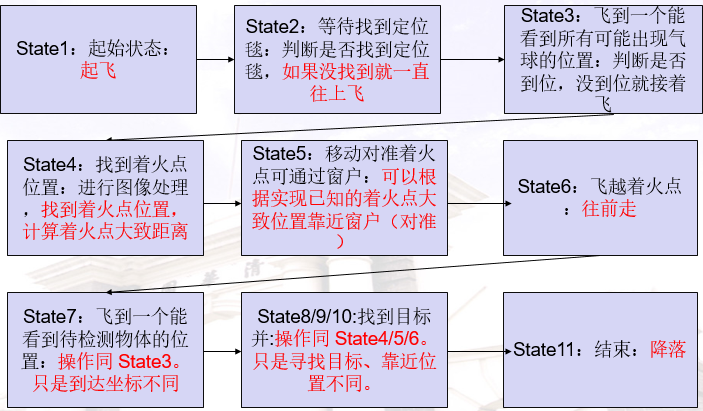 State1：起始状态：
起飞
State2：等待找到定位
毯：判断是否找到定位
毯，如果没找到就一直
往上飞
State3：飞到一个能
看到所有可能出现气
球的位置：判断是否
到位，没到位就接着
飞
State4：找到着火点
位置：进行图像处理
，找到着火点位置，
计算着火点大致距离
State5：移动对准着火
点可通过窗户：可以根
据实现已知的着火点大
致位置靠近窗户（对准
）
State6：飞越着火点
：往前走
State7：飞到一个能
看到待检测物体的位
置：操作同 State3。
只是到达坐标不同
State8/9/10:找到目标
并:操作同 State4/5/6。
只是寻找目标、靠近位
置不同。
State11：结束：降落